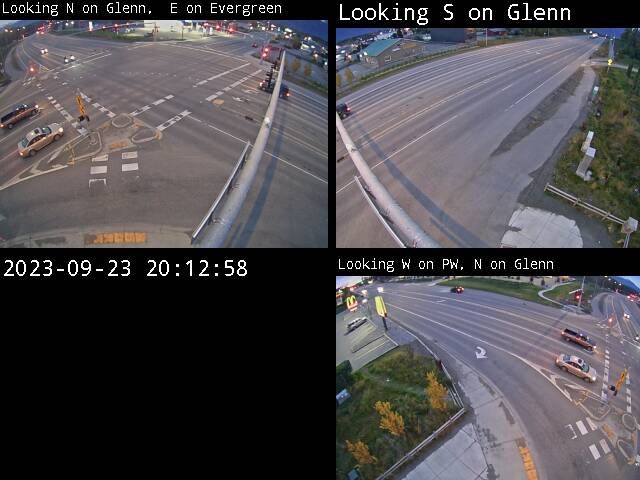 Looking N on Glenn, E on Evergreen
Looking S on Glenn
2023-09-23 20:12:58
Looking W on PW, N on Glenn